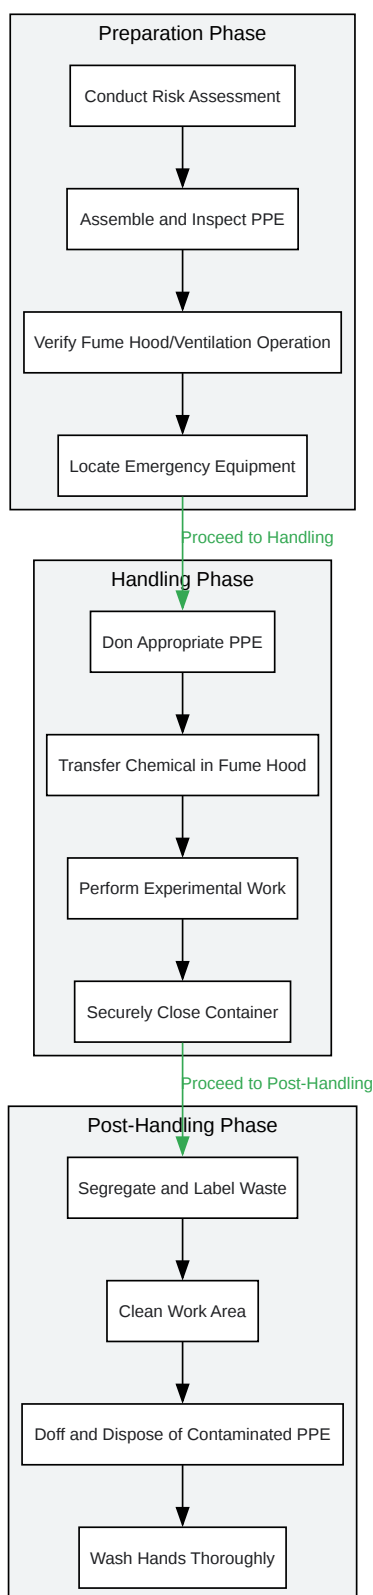 Preparation Phase
Conduct Risk Assessment
Assemble and Inspect PPE
Verify Fume Hood/Ventilation Operation
Locate Emergency Equipment
Proceed to Handling
Handling Phase
Don Appropriate PPE
Transfer Chemical in Fume Hood
Perform Experimental Work
Securely Close Container
Proceed to Post-Handling
Post-Handling Phase
Segregate and Label Waste
Clean Work Area
Doff and Dispose of Contaminated PPE
Wash Hands Thoroughly